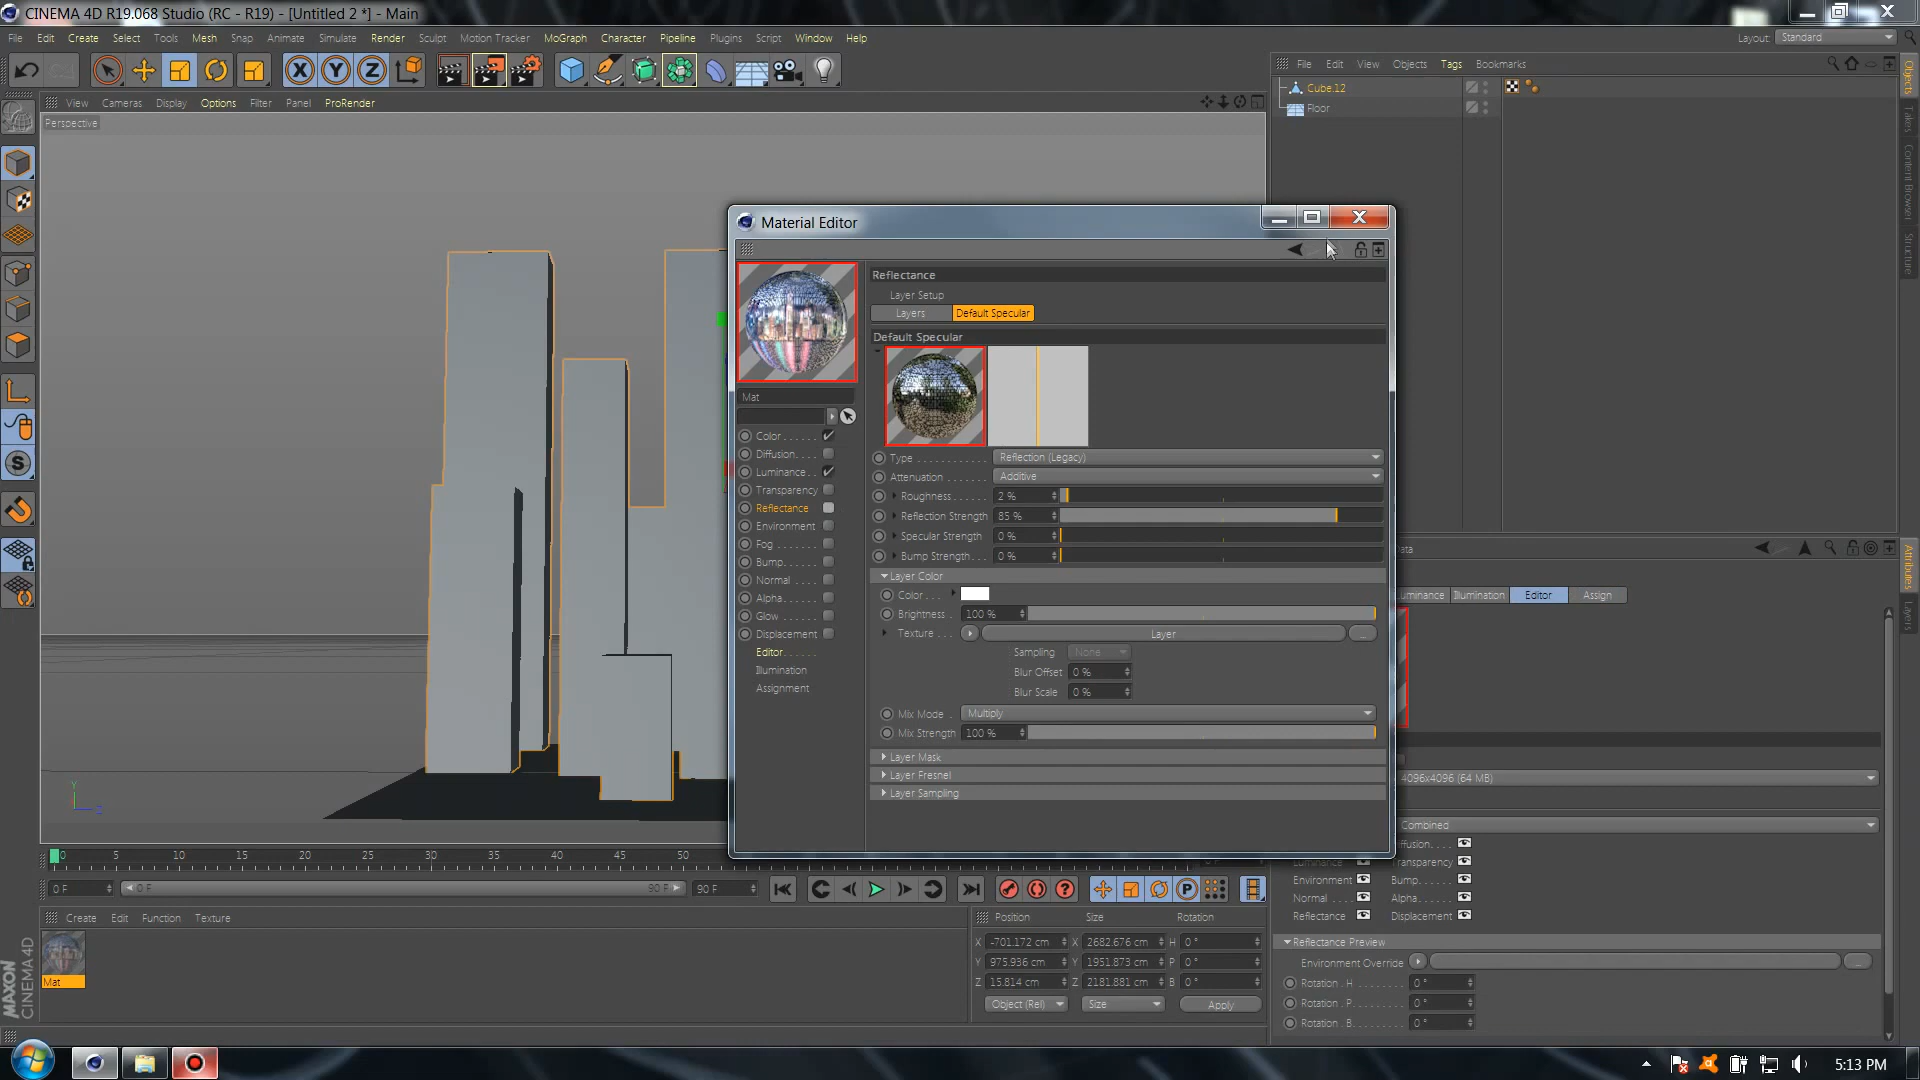 CINEMA 4D R19.068 Studio (RC - R19) - [Untitled 2 *] - Main
File Edit Create Select Tools Mesh Snap Animate Simulate Render Sculpt Motion Tracker MoGraph Character Pipeline Plugins Script Window Help
Layout: Standard
X Y Z
File Edit View Objects Tags Bookmarks
View Cameras Display Options Filter Panel ProRender
Perspective
Cube.12
Floor
Objects
Takes
Content Browser
Structure
Material Editor
Reflectance
Layer Setup
Layers Default Specular
Default Specular
Mat
Color
Diffusion
Luminance
Transparency
Reflectance
Environment
Fog
Bump
Normal
Alpha
Glow
Displacement
Editor
Illumination
Assignment
Type Reflection (Legacy)
Attenuation Additive
Roughness 2 %
Reflection Strength 85 %
Specular Strength 0 %
Bump Strength 0 %
Layer Color
Color
Brightness 100 %
Texture Layer ...
Sampling None
Blur Offset 0 %
Blur Scale 0 %
Mix Mode Multiply
Mix Strength 100 %
Layer Mask
Layer Fresnel
Layer Sampling
Attributes
Layers
uminance Illumination Editor Assign
4096x4096 (64 MB)
Combined
iffusion
Luminance Transparency
Environment Bump
Normal Alpha
Reflectance Displacement
Reflectance Preview
Environment Override ...
Rotation . H 0 °
Rotation . P 0 °
Rotation . B 0 °
0 5 10 15 20 25 30 35 40 45 50
0 F 0 F 90 F 90 F
Create Edit Function Texture
Mat
Position Size Rotation
X -701.172 cm X 2682.676 cm H 0 °
Y 975.936 cm Y 1951.873 cm P 0 °
Z 15.814 cm Z 2181.881 cm B 0 °
Object (Rel) Size Apply
MAXON
CINEMA 4D
5:13 PM